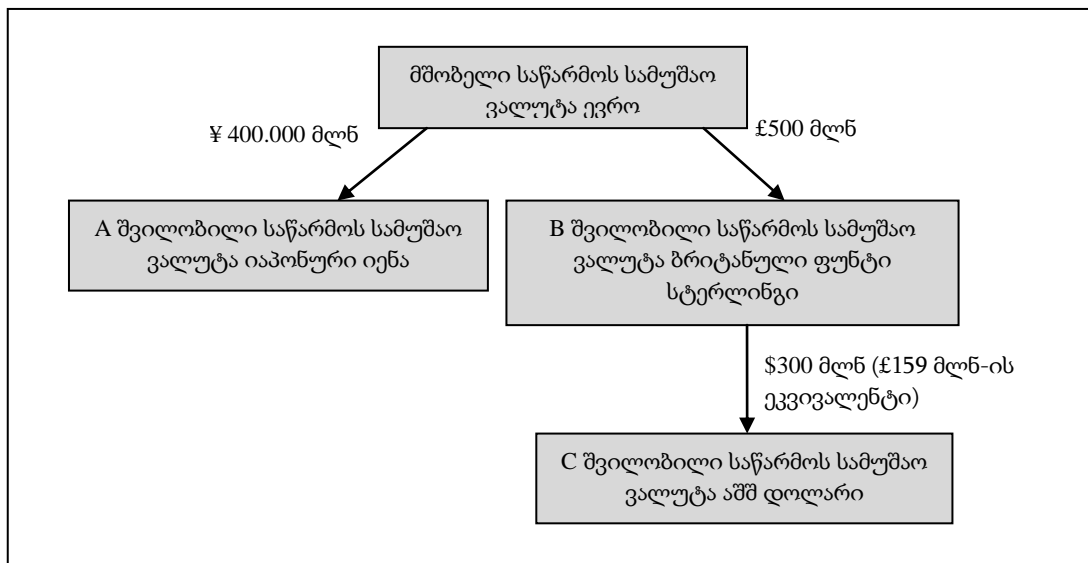 მშობელი საწარმოს სამუშაო
ვალუტა ევრო
¥ 400.000 მლნ
£500 მლნ
A შვილობილი საწარმოს სამუშაო
ვალუტა იაპონური იენა
B შვილობილი საწარმოს სამუშაო
ვალუტა ბრიტანული ფუნტი
სტერლინგი
$300 მლნ (£159 მლნ-ის
ეკვივალენტი)
C შვილობილი საწარმოს სამუშაო
ვალუტა აშშ დოლარი